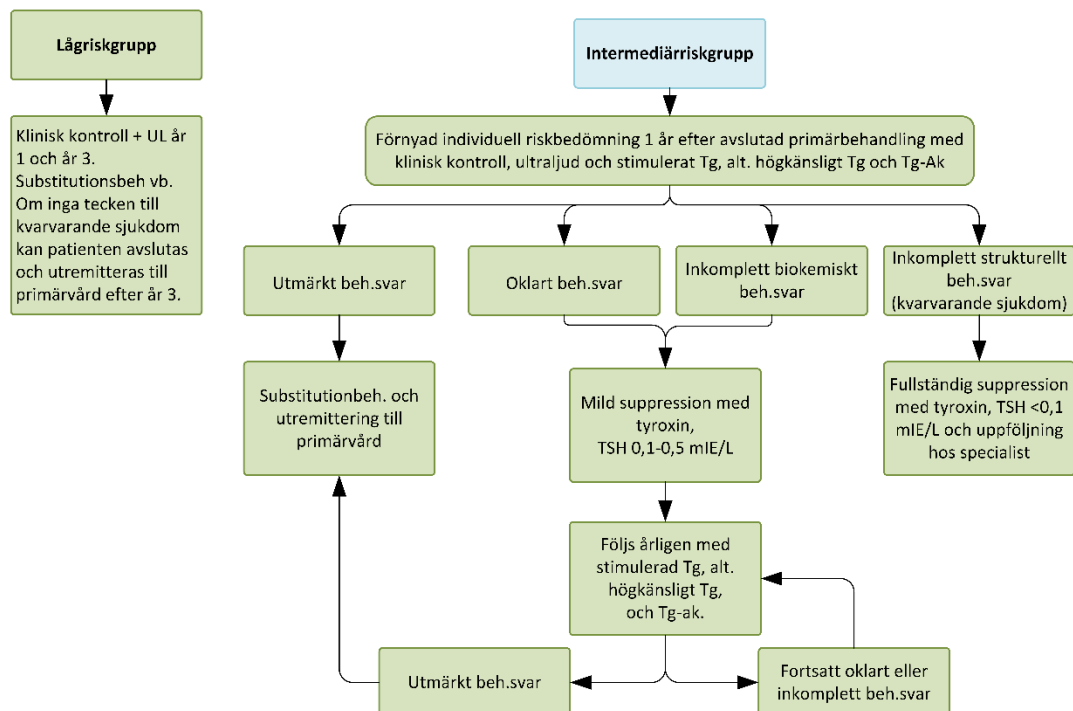 Lågriskgrupp
Klinisk kontroll + UL år
1 och år 3.
Substitutionsbeh vb.
Om inga tecken till
kvarvarande sjukdom
kan patienten avslutas
och utremitteras till
primärvård efter år 3.
Intermediärriskgrupp
Förnyad individuell riskbedömning 1 år efter avslutad primärbehandling med
klinisk kontroll, ultraljud och stimulerat Tg, alt. högkänsligt Tg och Tg-Ak
Utmärkt beh.svar
Oklart beh.svar
Inkomplett biokemiskt
beh.svar
Inkomplett strukturellt
beh.svar
(kvarvarande sjukdom)
Substitutionbeh. och
utremittering till
primärvård
Mild suppression med
tyroxin,
TSH 0,1-0,5 mIE/L
Fullständig suppression
med tyroxin, TSH <0,1
mIE/L och uppföljning
hos specialist
Följs årligen med
stimulerad Tg, alt.
högkänsligt Tg,
och Tg-ak.
Utmärkt beh.svar
Fortsatt oklart eller
inkomplett beh.svar